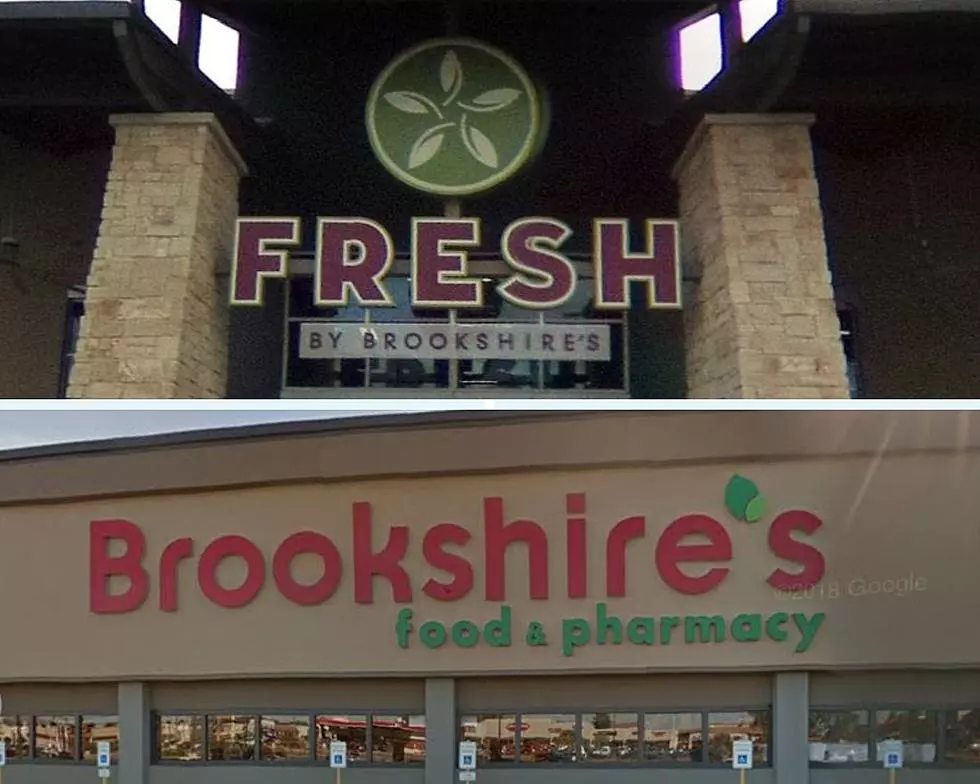 FRESH
BY BROOKSHIRE'S
Brookshire's
food & pharmacy
©2018 Google